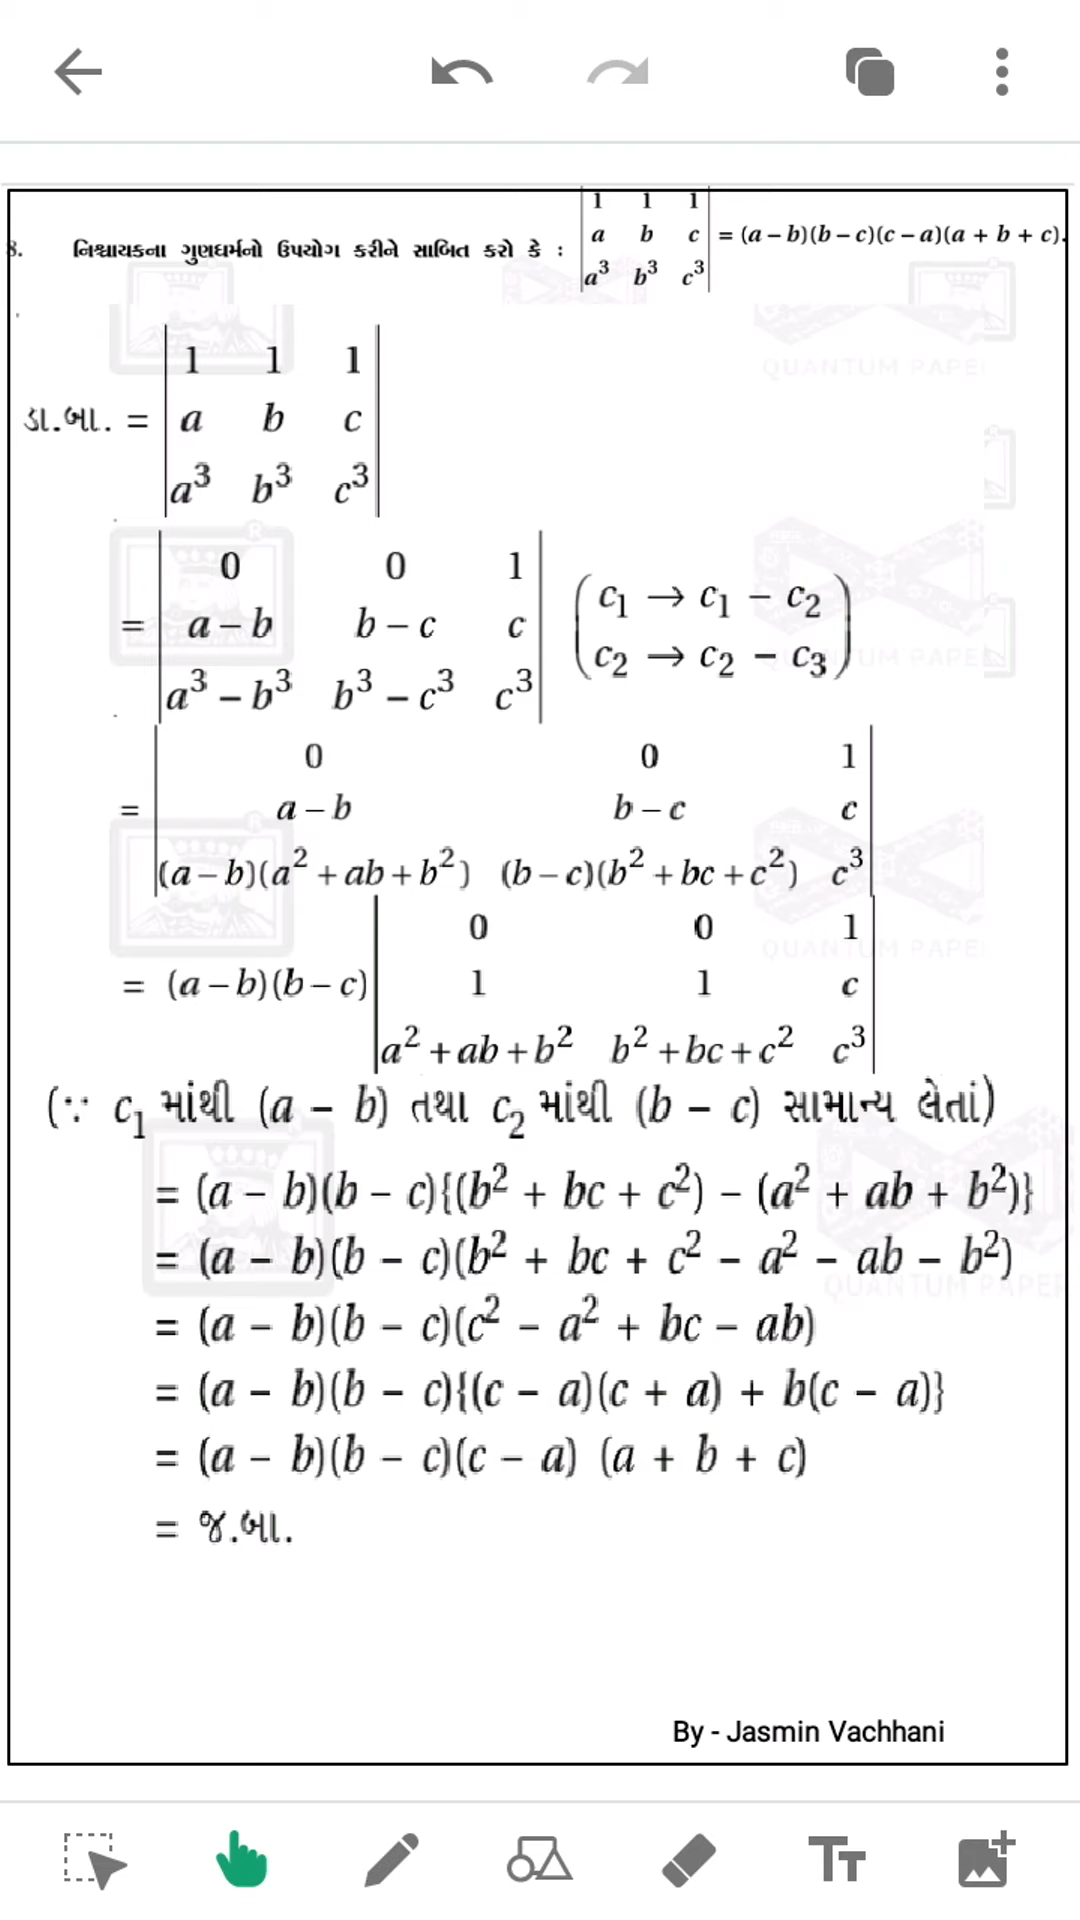 8. નિશ્ચાયકના ગુણધર્મનો ઉપયોગ કરીને સાબિત કરો કે : | 1 1 1 |
| a b c | = (a – b)(b – c)(c – a)(a + b + c).
| a³ b³ c³ |
QUANTUM PAPER
| 1 1 1 |
ડા.બા. = | a b c |
| a³ b³ c³ |
| 0 0 1 |
= | a – b b – c c |
| a³ – b³ b³ – c³ c³ |
( c₁ → c₁ – c₂
c₂ → c₂ – c₃ )
| 0 0 1 |
= | a – b b – c c |
| (a – b)(a² + ab + b²) (b – c)(b² + bc + c²) c³ |
| 0 0 1 |
= (a – b)(b – c) | 1 1 c |
| a² + ab + b² b² + bc + c² c³ |
(∵ c₁ માંથી (a – b) તથા c₂ માંથી (b – c) સામાન્ય લેતાં)
= (a – b)(b – c){(b² + bc + c²) – (a² + ab + b²)}
= (a – b)(b – c)(b² + bc + c² – a² – ab – b²)
= (a – b)(b – c)(c² – a² + bc – ab)
= (a – b)(b – c){(c – a)(c + a) + b(c – a)}
= (a – b)(b – c)(c – a) (a + b + c)
= જ.બા.
By - Jasmin Vachhani
TT